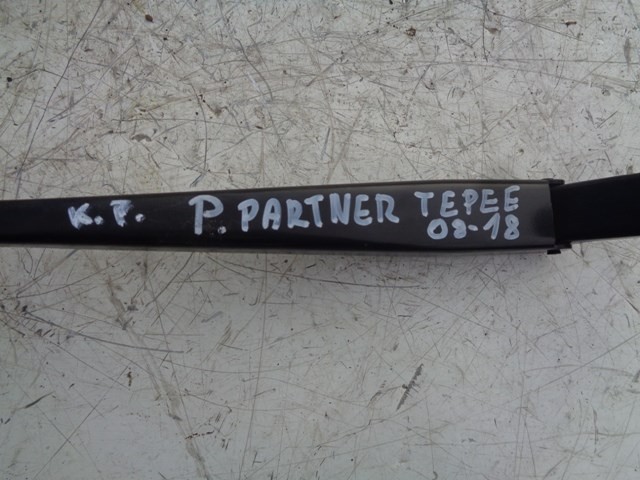 K. P. P. PARTNER TEPEE
08-18